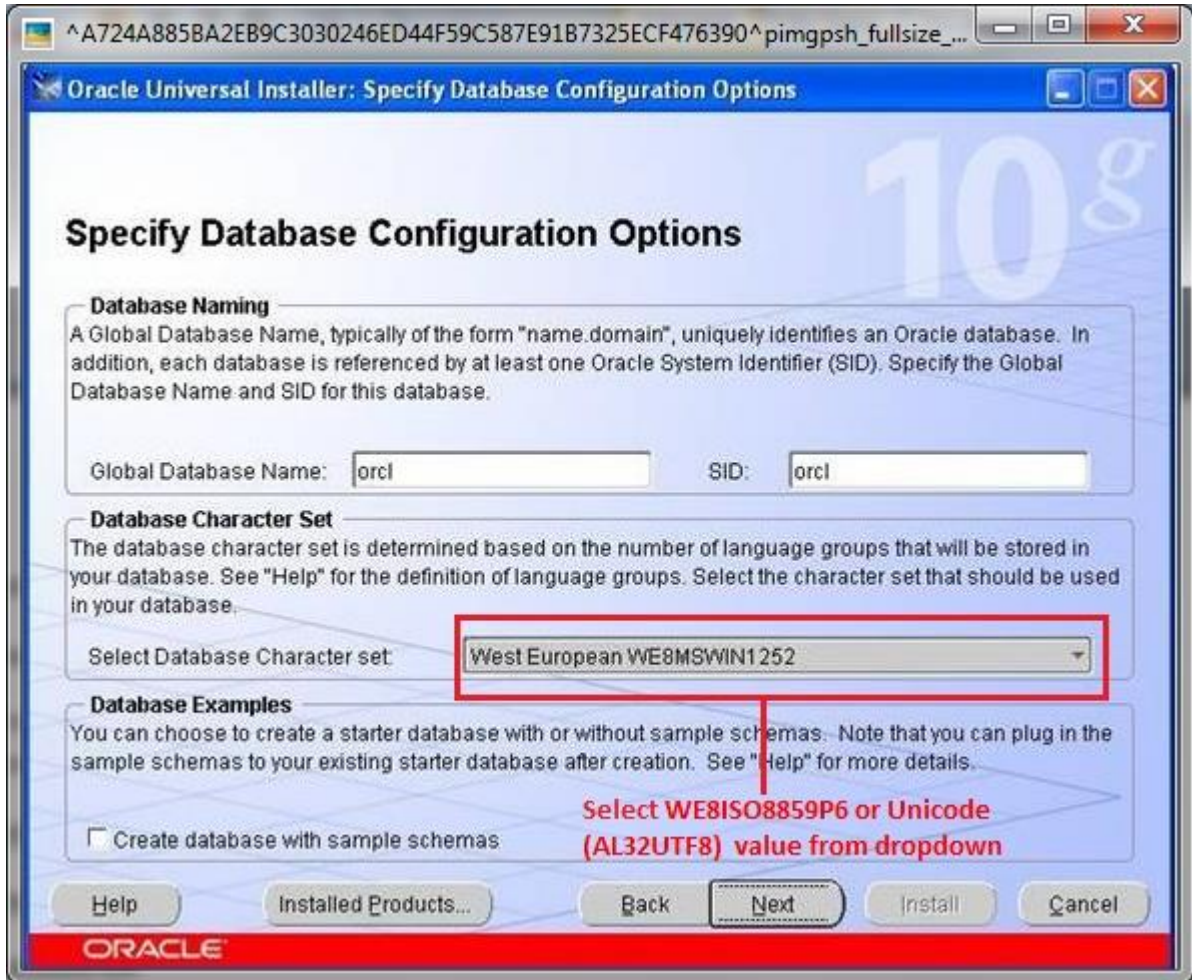 ^A724A885BA2EB9C3030246ED44F59C587E91B7325ECF476390^pimgpsh_fullsize_...
Oracle Universal Installer: Specify Database Configuration Options
10g
Specify Database Configuration Options
Database Naming
A Global Database Name, typically of the form "name.domain", uniquely identifies an Oracle database. In
addition, each database is referenced by at least one Oracle System Identifier (SID). Specify the Global
Database Name and SID for this database.
Global Database Name: orcl SID: orcl
Database Character Set
The database character set is determined based on the number of language groups that will be stored in
your database. See "Help" for the definition of language groups. Select the character set that should be used
in your database.
Select Database Character set: West European WE8MSWIN1252
Database Examples
You can choose to create a starter database with or without sample schemas. Note that you can plug in the
sample schemas to your existing starter database after creation. See "Help" for more details.
Select WE8ISO8859P6 or Unicode
(AL32UTF8) value from dropdown
Create database with sample schemas
Help Installed Products... Back Next Install Cancel
ORACLE